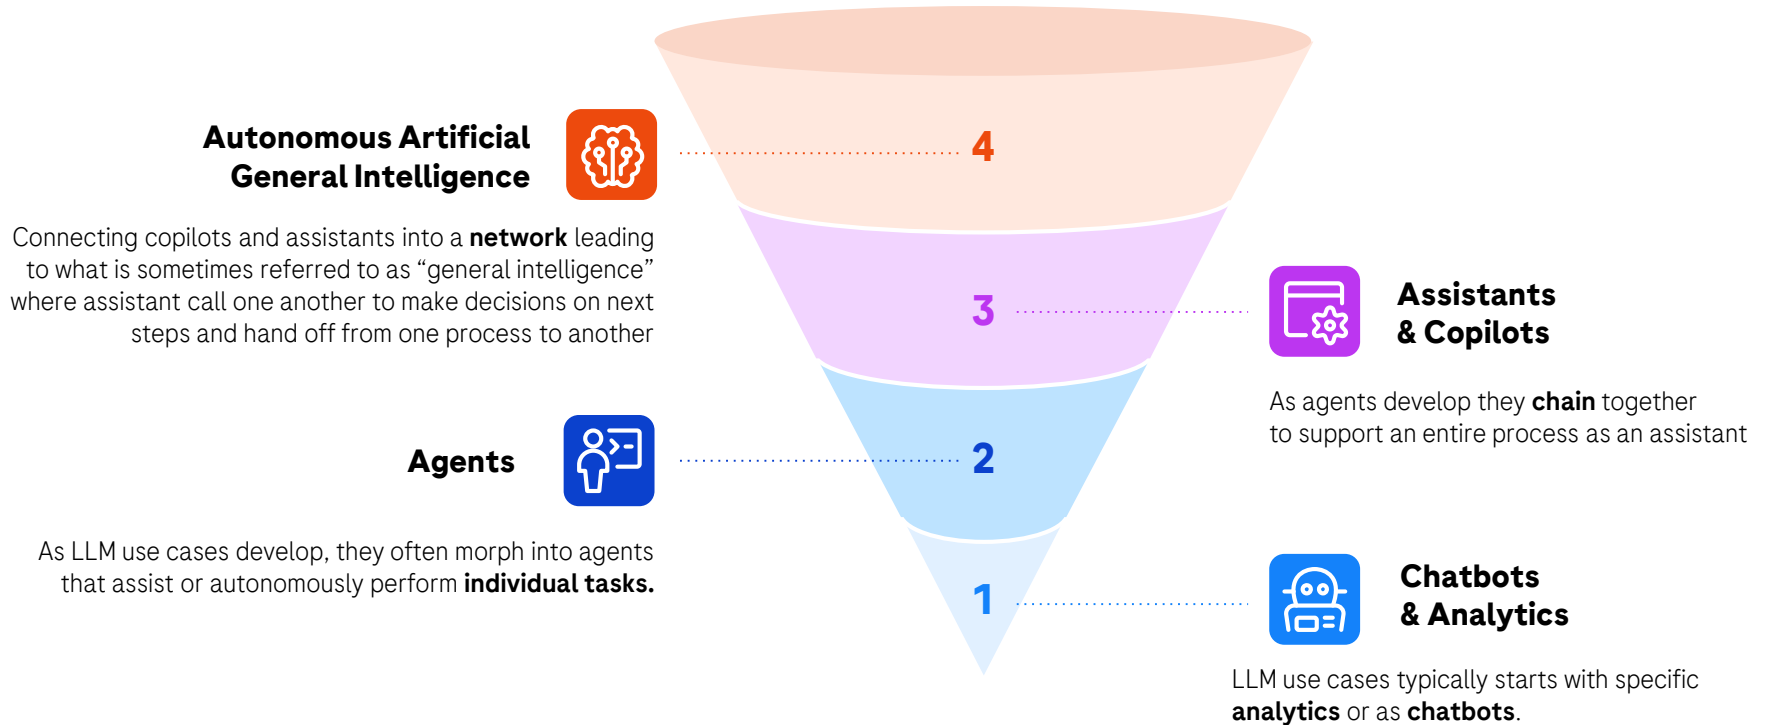 Autonomous Artificial
General Intelligence
Connecting copilots and assistants into a network leading
to what is sometimes referred to as “general intelligence”
where assistant call one another to make decisions on next
steps and hand off from one process to another
4
3
Assistants
& Copilots
As agents develop they chain together
to support an entire process as an assistant
Agents
2
As LLM use cases develop, they often morph into agents
that assist or autonomously perform individual tasks.
1
Chatbots
& Analytics
LLM use cases typically starts with specific
analytics or as chatbots.